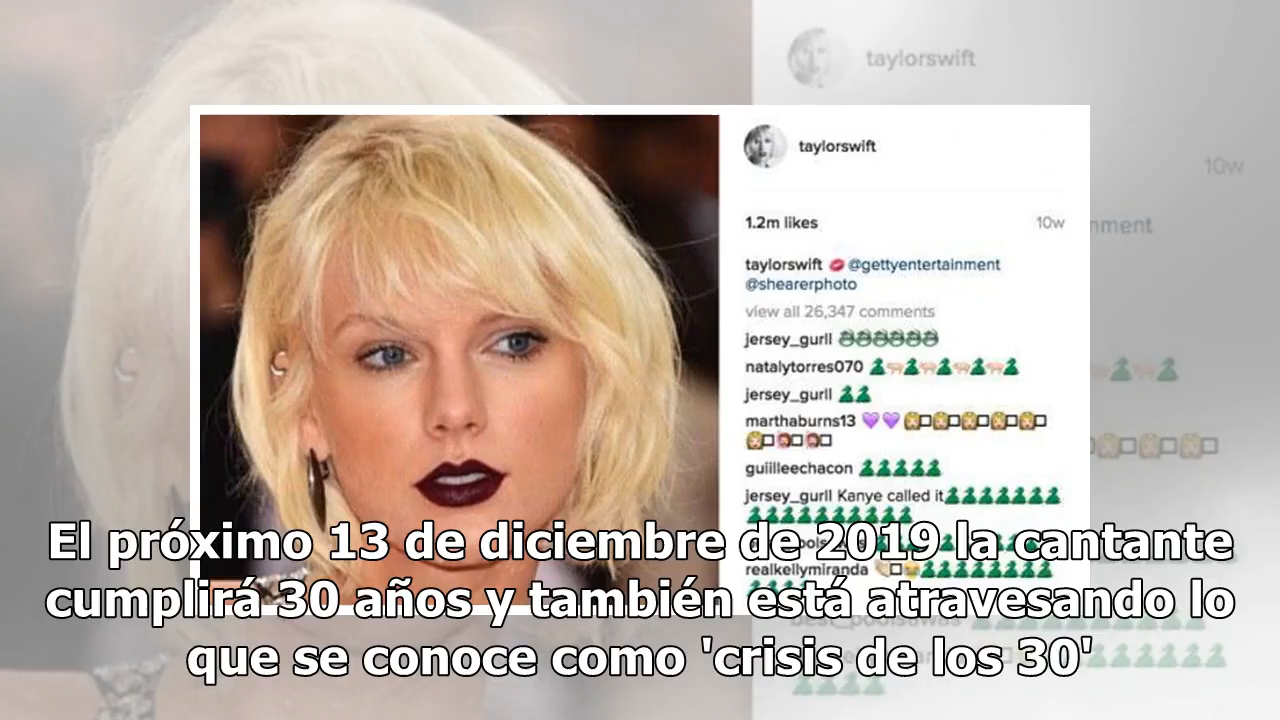 taylorswift
taylorswift
10w
1.2m likes 10w
taylorswift @gettyentertainment
@shearerphoto
view all 26,347 comments
jersey_gurll
natalytorres070
jersey_gurll
marthaburns13
guiilleechacon
jersey_gurll Kanye called it
realkellymiranda
El próximo 13 de diciembre de 2019 la cantante
cumplirá 30 años y también está atravesando lo
que se conoce como 'crisis de los 30'